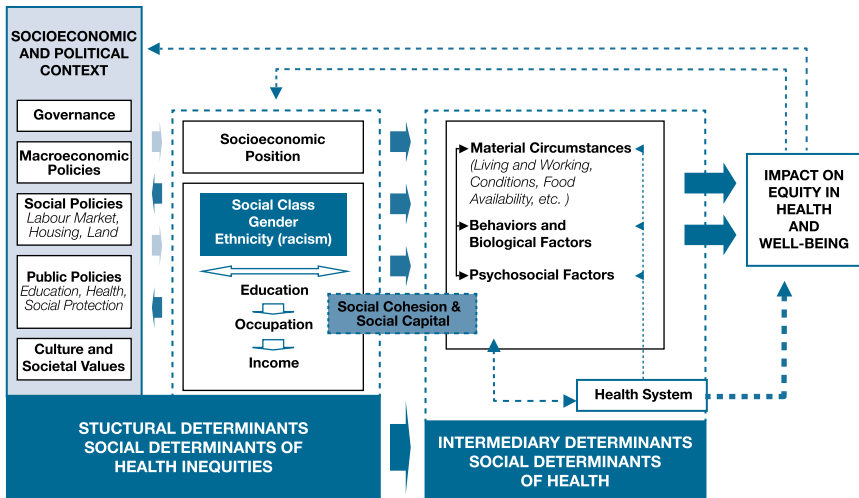 SOCIOECONOMIC
AND POLITICAL
CONTEXT
Governance
Macroeconomic
Policies
Social Policies
Labour Market,
Housing, Land
Public Policies
Education, Health,
Social Protection
Culture and
Societal Values
Socioeconomic
Position
Social Class
Gender
Ethnicity (racism)
Education
Occupation
Income
Social Cohesion &
Social Capital
Material Circumstances
(Living and Working,
Conditions, Food
Availability, etc. )
Behaviors and
Biological Factors
Psychosocial Factors
Health System
IMPACT ON
EQUITY IN
HEALTH
AND
WELL-BEING
STUCTURAL DETERMINANTS
SOCIAL DETERMINANTS OF
HEALTH INEQUITIES
INTERMEDIARY DETERMINANTS
SOCIAL DETERMINANTS
OF HEALTH